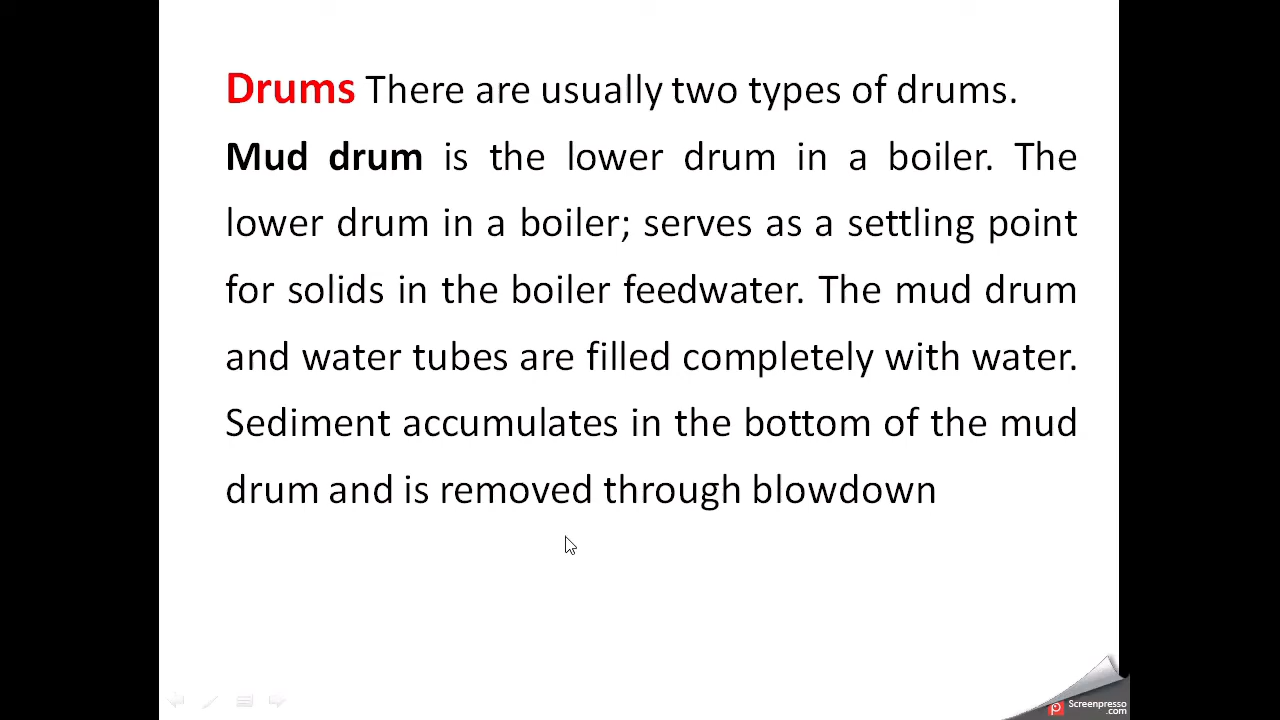 Drums There are usually two types of drums.
Mud drum is the lower drum in a boiler. The
lower drum in a boiler; serves as a settling point
for solids in the boiler feedwater. The mud drum
and water tubes are filled completely with water.
Sediment accumulates in the bottom of the mud
drum and is removed through blowdown
Screenpresso
.com